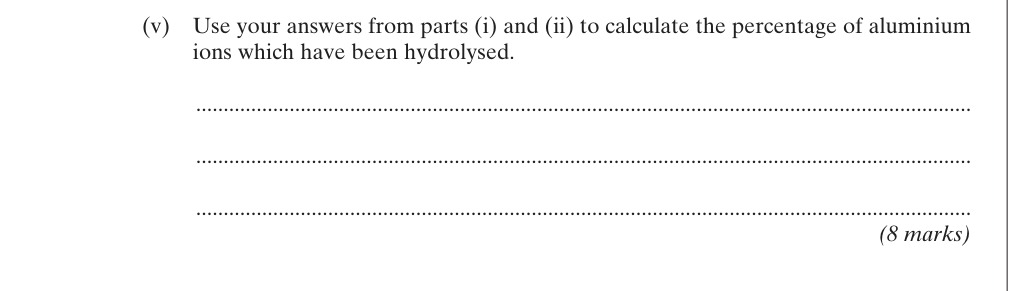 (v) Use your answers from parts (i) and (ii) to calculate the percentage of aluminium
ions which have been hydrolysed.
(8 marks)